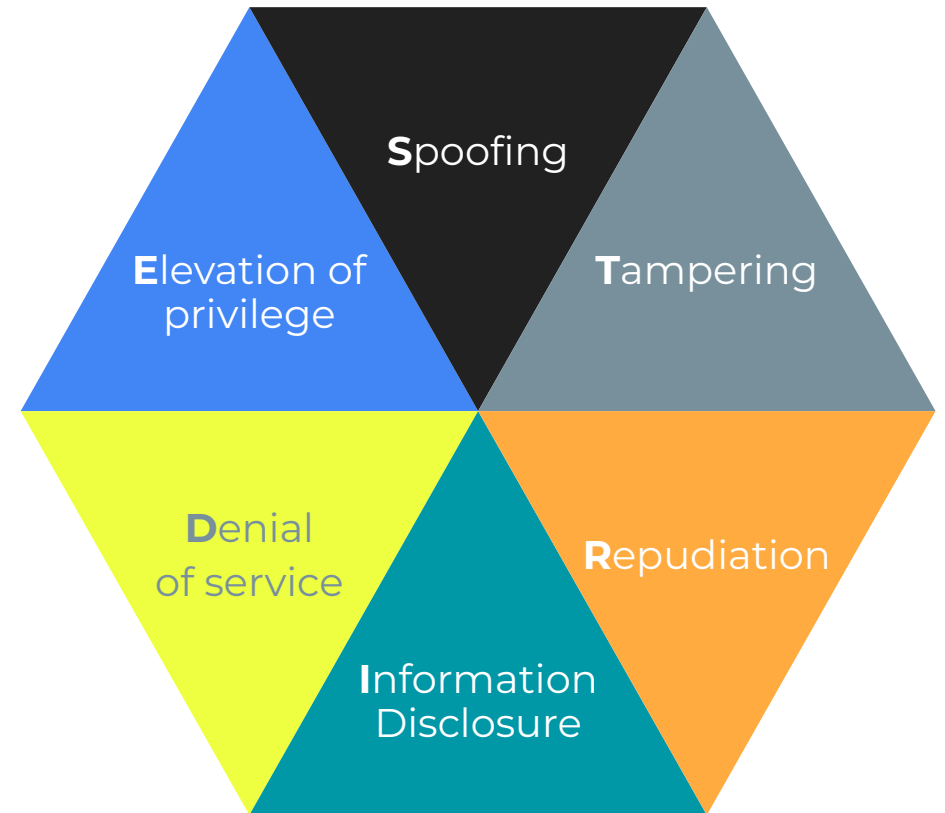 Spoofing
Tampering
Repudiation
Information
Disclosure
Denial
of service
Elevation of
privilege